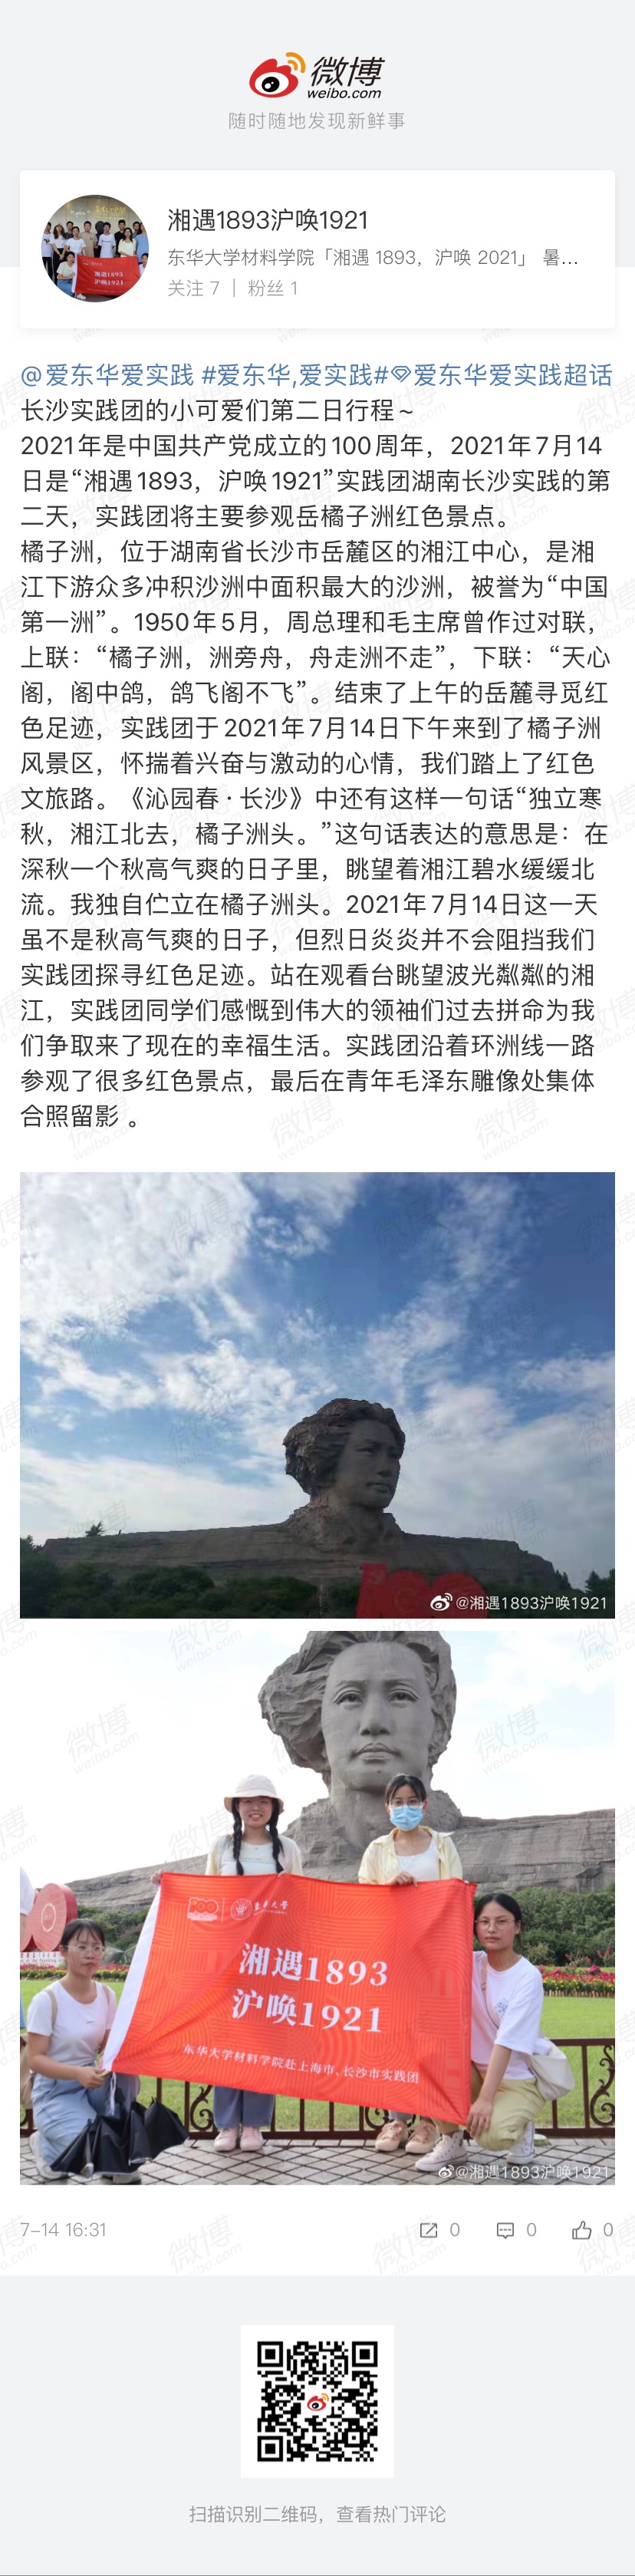 微博
weibo.com
随时随地发现新鲜事
湘遇1893沪唤1921
东华大学材料学院「湘遇 1893，沪唤 2021」 暑...
关注 7 | 粉丝 1
@爱东华爱实践 #爱东华,爱实践#爱东华爱实践超话
长沙实践团的小可爱们第二日行程~
2021年是中国共产党成立的100周年，2021年7月14
日是“湘遇1893，沪唤1921”实践团湖南长沙实践的第
二天，实践团将主要参观岳橘子洲红色景点。
橘子洲，位于湖南省长沙市岳麓区的湘江中心，是湘
江下游众多冲积沙洲中面积最大的沙洲，被誉为“中国
第一洲”。1950年5月，周总理和毛主席曾作过对联，
上联：“橘子洲，洲旁舟，舟走洲不走”，下联：“天心
阁，阁中鸽，鸽飞阁不飞”。结束了上午的岳麓寻觅红
色足迹，实践团于2021年7月14日下午来到了橘子洲
风景区，怀揣着兴奋与激动的心情，我们踏上了红色
文旅路。《沁园春·长沙》中还有这样一句话“独立寒
秋，湘江北去，橘子洲头。”这句话表达的意思是：在
深秋一个秋高气爽的日子里，眺望着湘江碧水缓缓北
流。我独自伫立在橘子洲头。2021年7月14日这一天
虽不是秋高气爽的日子，但烈日炎炎并不会阻挡我们
实践团探寻红色足迹。站在观看台眺望波光粼粼的湘
江，实践团同学们感慨到伟大的领袖们过去拼命为我
们争取来了现在的幸福生活。实践团沿着环洲线一路
参观了很多红色景点，最后在青年毛泽东雕像处集体
合照留影 。
@湘遇1893沪唤1921
东华大学
湘遇1893
沪唤1921
东华大学材料学院赴上海市、长沙市实践团
@湘遇1893沪唤1921
7-14 16:31
0
0
0
扫描识别二维码，查看热门评论